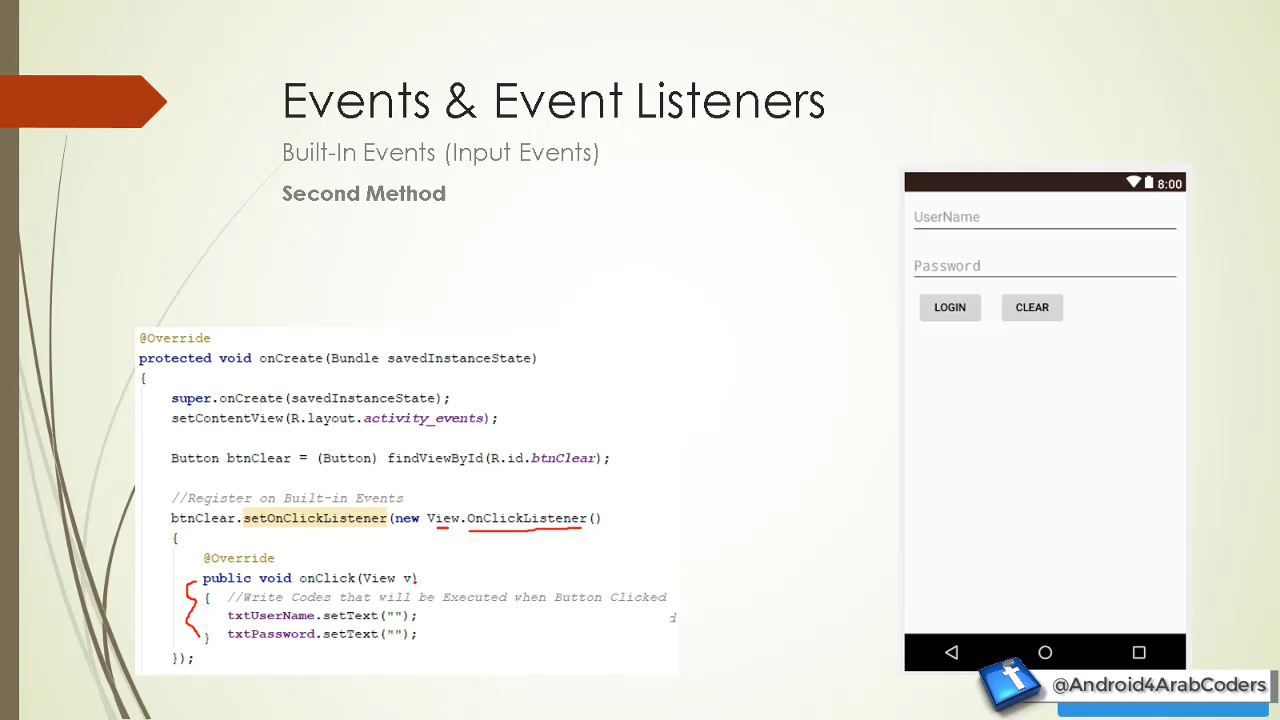 Events & Event Listeners
Built-In Events (Input Events)
Second Method
@Override
protected void onCreate(Bundle savedInstanceState)
{
super.onCreate(savedInstanceState);
setContentView(R.layout.activity_events);
Button btnClear = (Button) findViewById(R.id.btnClear);
//Register on Built-in Events
btnClear.setOnClickListener(new View.OnClickListener()
{
@Override
public void onClick(View v)
{ //Write Codes that will be Executed when Button Clicked
txtUserName.setText("");
d
} txtPassword.setText("");
});
8:00
UserName
Password
LOGIN CLEAR
@Android4ArabCoders